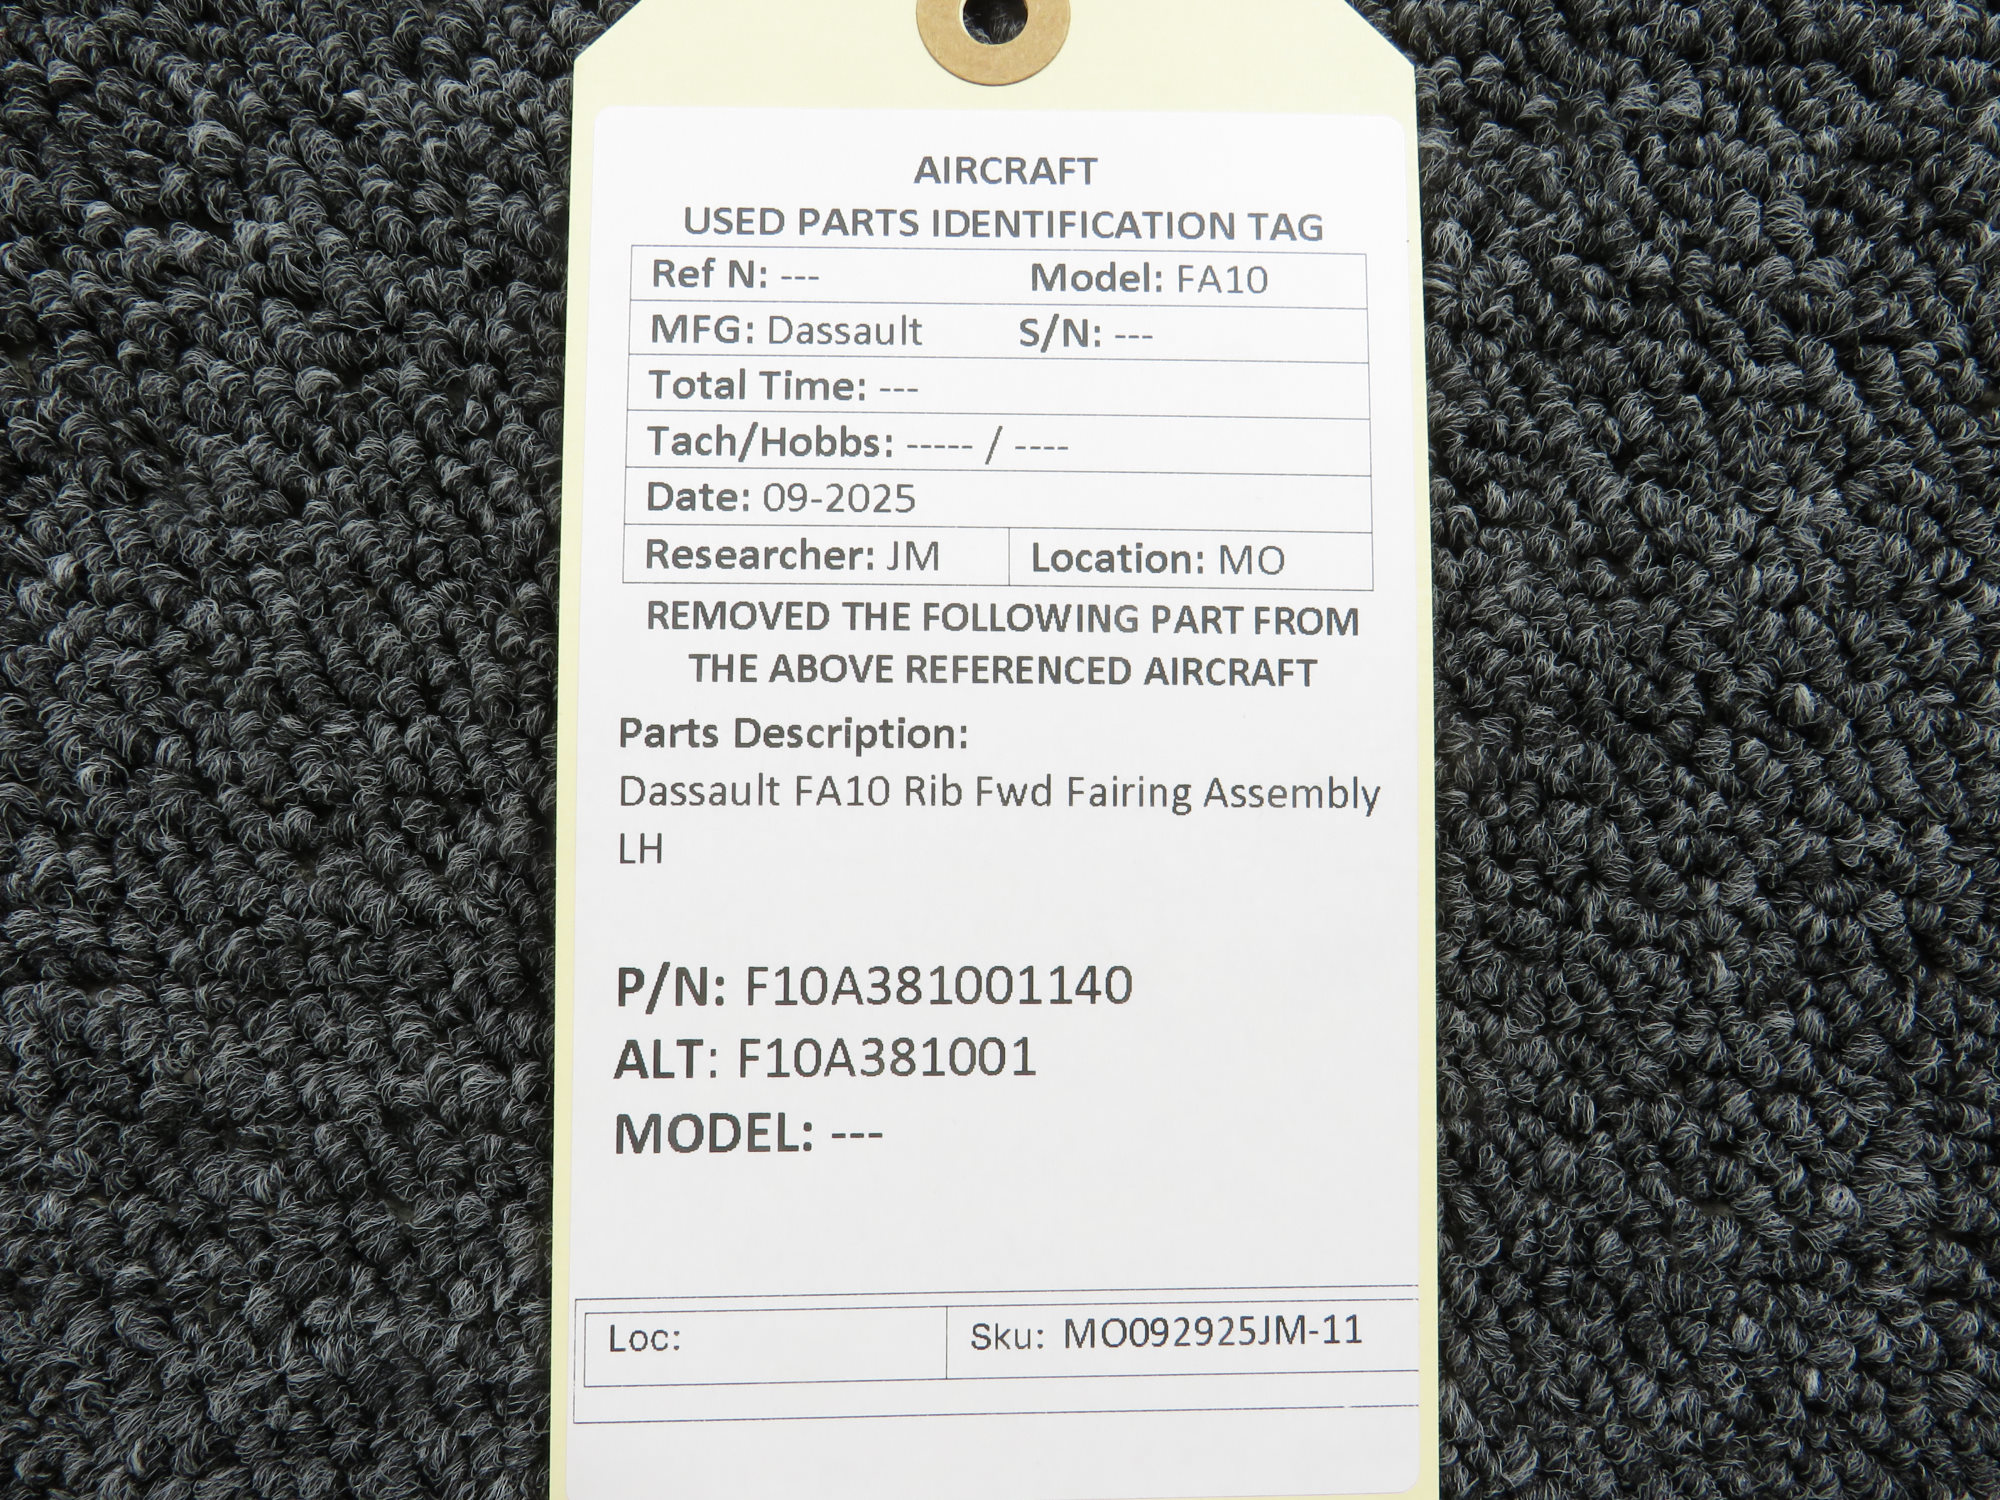 AIRCRAFT
USED PARTS IDENTIFICATION TAG
Ref N: --- Model: FA10
MFG: Dassault S/N: ---
Total Time: ---
Tach/Hobbs: ----- / ----
Date: 09-2025
Researcher: JM Location: MO
REMOVED THE FOLLOWING PART FROM
THE ABOVE REFERENCED AIRCRAFT
Parts Description:
Dassault FA10 Rib Fwd Fairing Assembly
LH
P/N: F10A381001140
ALT: F10A381001
MODEL: ---
Loc: Sku: MO092925JM-11